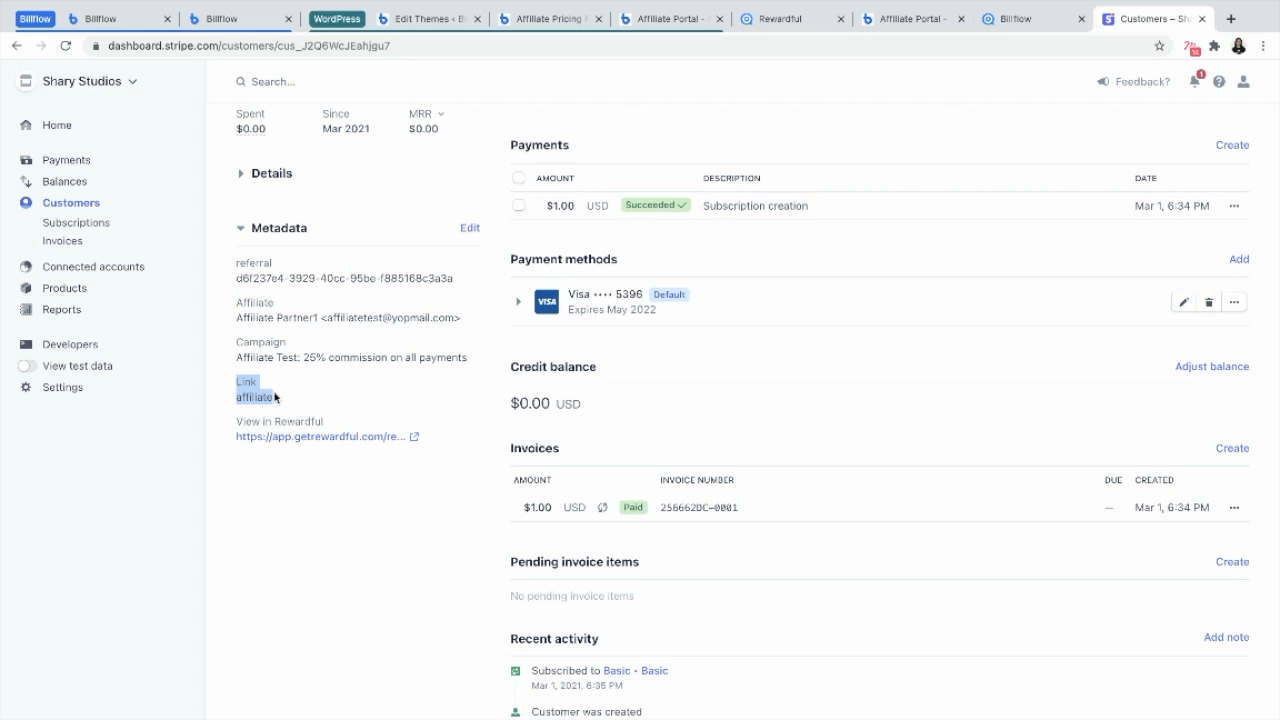 Billflow
Billflow
Billflow
WordPress
Edit Themes ‹ B
Affiliate Pricing
Affiliate Portal -
Rewardful
Affiliate Portal -
Billflow
Customers – Sh
dashboard.stripe.com/customers/cus_J2Q6WcJEahjgu7
Shary Studios
Search...
Feedback?
1
Home
Payments
Balances
Customers
Subscriptions
Invoices
Connected accounts
Products
Reports
Developers
View test data
Settings
Spent
Since
MRR
$0.00
Mar 2021
$0.00
Details
Metadata
Edit
referral
d6f237e4-3929-40cc-95be-f885168c3a3a
Affiliate
Affiliate Partner1 <affiliatetest@yopmail.com>
Campaign
Affiliate Test: 25% commission on all payments
Link
affiliate
View in Rewardful
https://app.getrewardful.com/re...
Payments
Create
AMOUNT
DESCRIPTION
DATE
$1.00 USD Succeeded ✓ Subscription creation Mar 1, 6:34 PM
Payment methods
Add
VISA
Visa •••• 5396 Default
Expires May 2022
Credit balance
Adjust balance
$0.00 USD
Invoices
Create
AMOUNT
INVOICE NUMBER
DUE
CREATED
$1.00 USD Paid 256662DC-0001 — Mar 1, 6:34 PM
Pending invoice items
Create
No pending invoice items
Recent activity
Add note
Subscribed to Basic • Basic
Mar 1, 2021, 6:35 PM
Customer was created